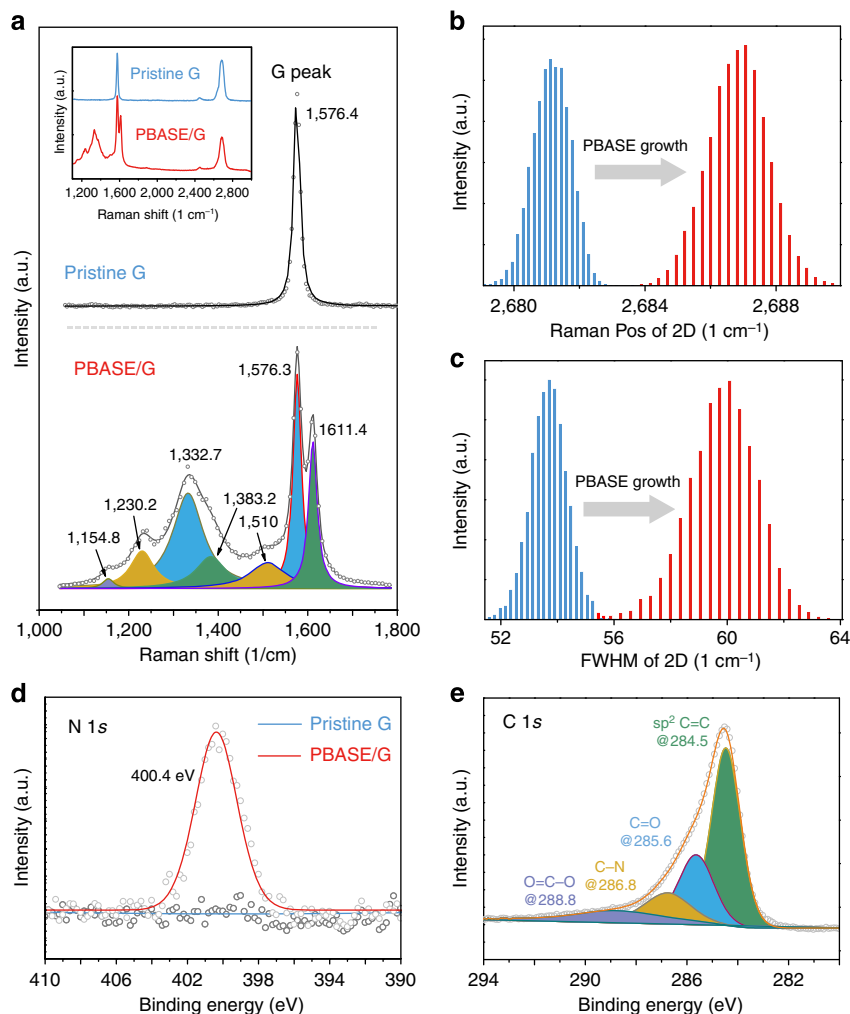 a
Intensity (a.u.)
Pristine G
PBASE/G
1,200 1,600 2,000 2,400 2,800
Raman shift (1 cm⁻¹)
G peak
1,576.4
Pristine G
Intensity (a.u.)
PBASE/G
1,576.3
1611.4
1,332.7
1,383.2
1,230.2
1,510
1,154.8
1,000 1,200 1,400 1,600 1,800
Raman shift (1/cm)
b
Intensity (a.u.)
PBASE growth
2,680 2,684 2,688
Raman Pos of 2D (1 cm⁻¹)
c
Intensity (a.u.)
PBASE growth
52 56 60 64
FWHM of 2D (1 cm⁻¹)
d
N 1s
Pristine G
PBASE/G
400.4 eV
Intensity (a.u.)
410 406 402 398 394 390
Binding energy (eV)
e
C 1s
sp² C=C
@284.5
C=O
@285.6
C–N
@286.8
O=C–O
@288.8
Intensity (a.u.)
294 290 286 282
Binding energy (eV)